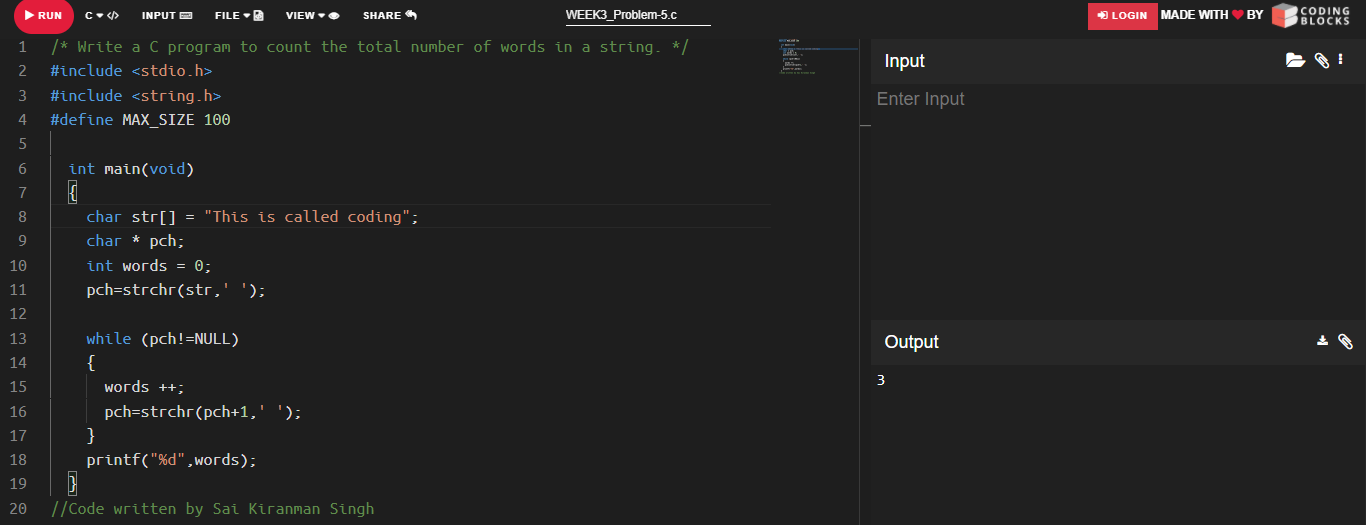 RUN C INPUT FILE VIEW SHARE WEEK3_Problem-5.c LOGIN MADE WITH BY CODING BLOCKS
1 /* Write a C program to count the total number of words in a string. */
2 #include <stdio.h>
3 #include <string.h>
4 #define MAX_SIZE 100
5
6 int main(void)
7 {
8 char str[] = "This is called coding";
9 char * pch;
10 int words = 0;
11 pch=strchr(str,' ');
12
13 while (pch!=NULL)
14 {
15 words ++;
16 pch=strchr(pch+1,' ');
17 }
18 printf("%d",words);
19 }
20 //Code written by Sai Kiranman Singh
Input
Enter Input
Output
3